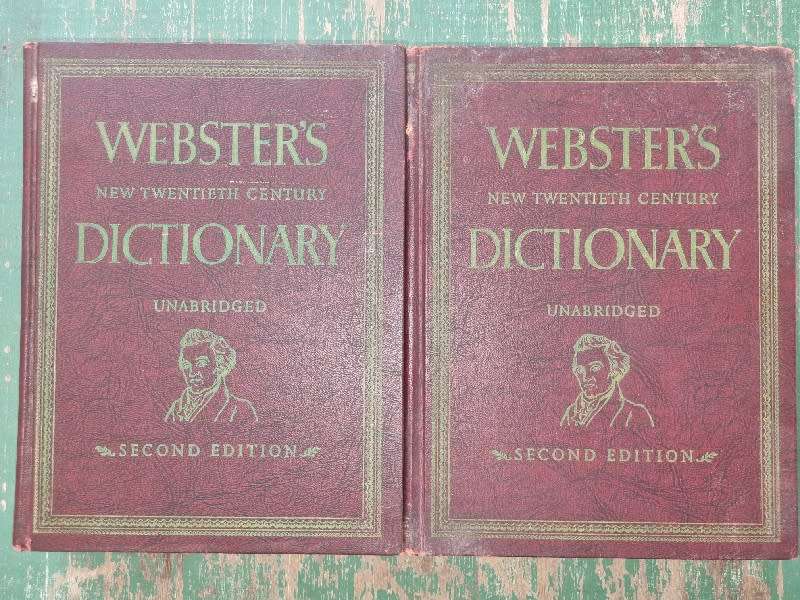 WEBSTER'S
NEW TWENTIETH CENTURY
DICTIONARY
UNABRIDGED
SECOND EDITION
WEBSTER'S
NEW TWENTIETH CENTURY
DICTIONARY
UNABRIDGED
SECOND EDITION